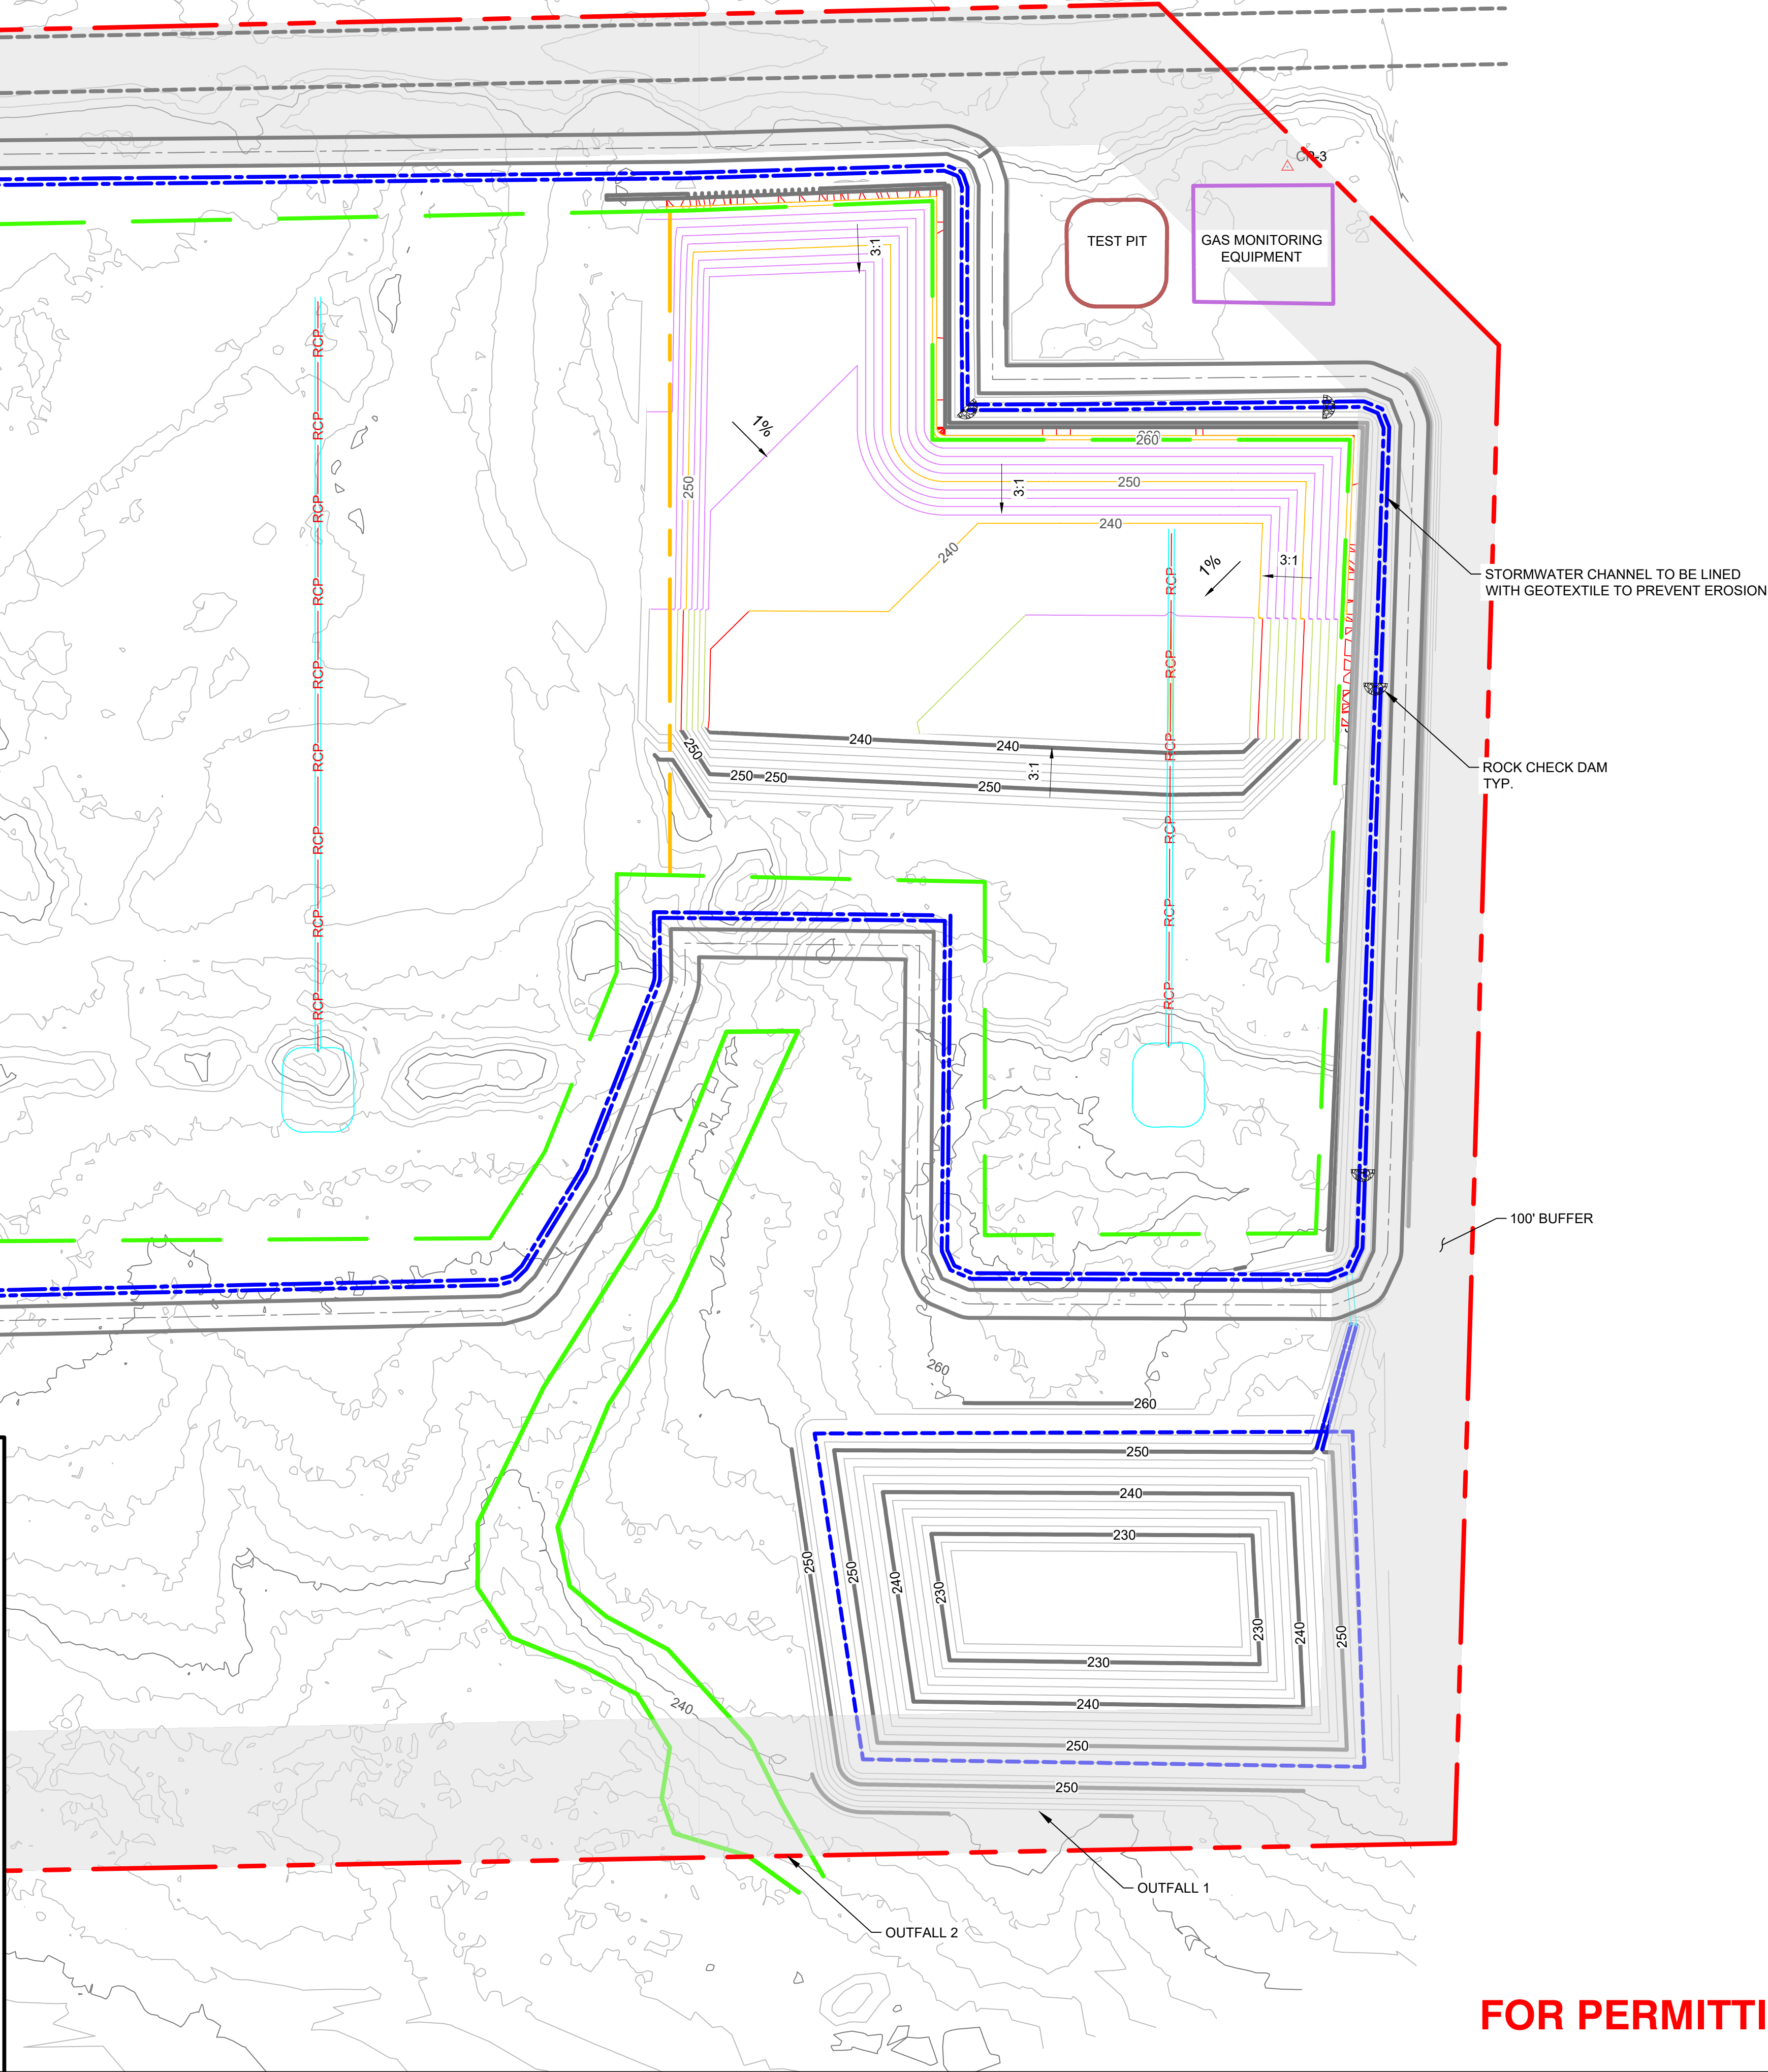 CP-3
TEST PIT
GAS MONITORING
EQUIPMENT
3:1
RCP
RCP
RCP
RCP
RCP
RCP
RCP
RCP
RCP
1%
260
250
250
3:1
240
240
3:1
1%
RCP
RCP
RCP
RCP
RCP
RCP
STORMWATER CHANNEL TO BE LINED
WITH GEOTEXTILE TO PREVENT EROSION
240
240
250
250
250
250
3:1
ROCK CHECK DAM
TYP.
100' BUFFER
260
260
250
240
230
250
250
240
230
230
240
250
230
240
240
250
250
OUTFALL 1
OUTFALL 2
FOR PERMITTI